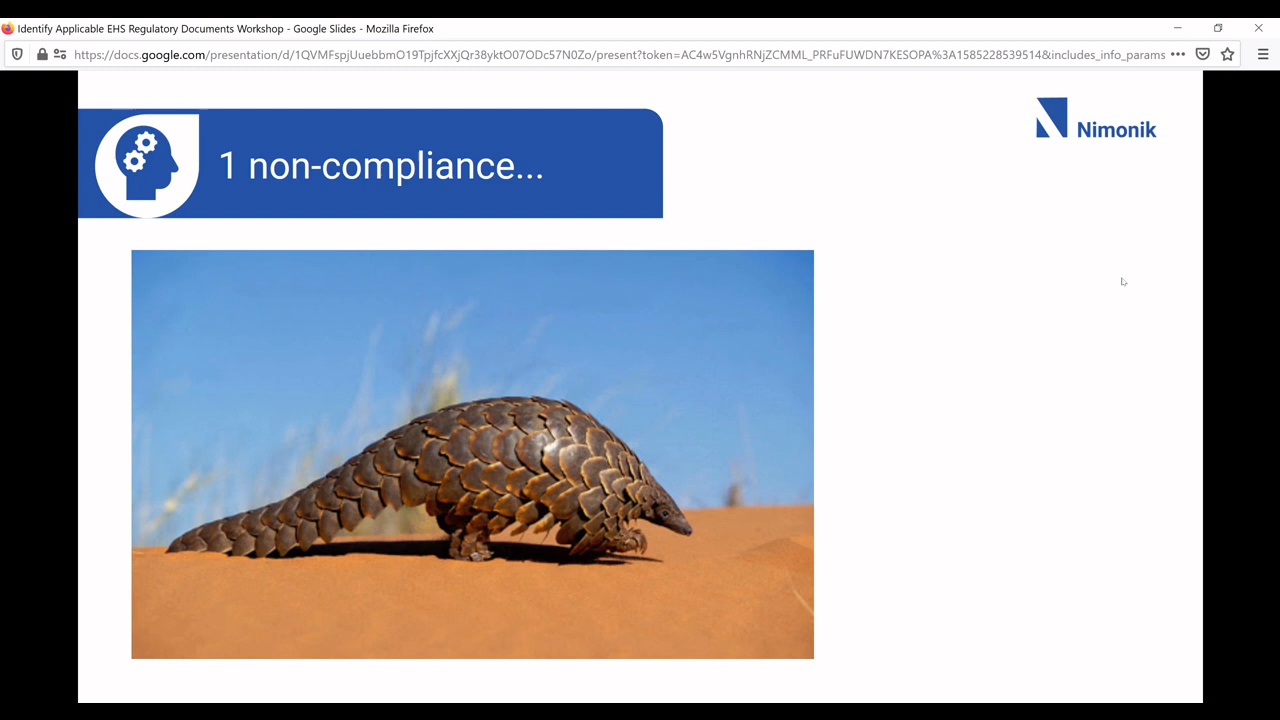 Identify Applicable EHS Regulatory Documents Workshop - Google Slides - Mozilla Firefox
https://docs.google.com/presentation/d/1QVMFspjUuebbmO19TpjfcXXjQr38yktO07ODc57N0Zo/present?token=AC4w5VgnhRNjZCMML_PRFuFUWDN7KESOPA%3A1585228539514&includes_info_params
Nimonik
1 non-compliance...